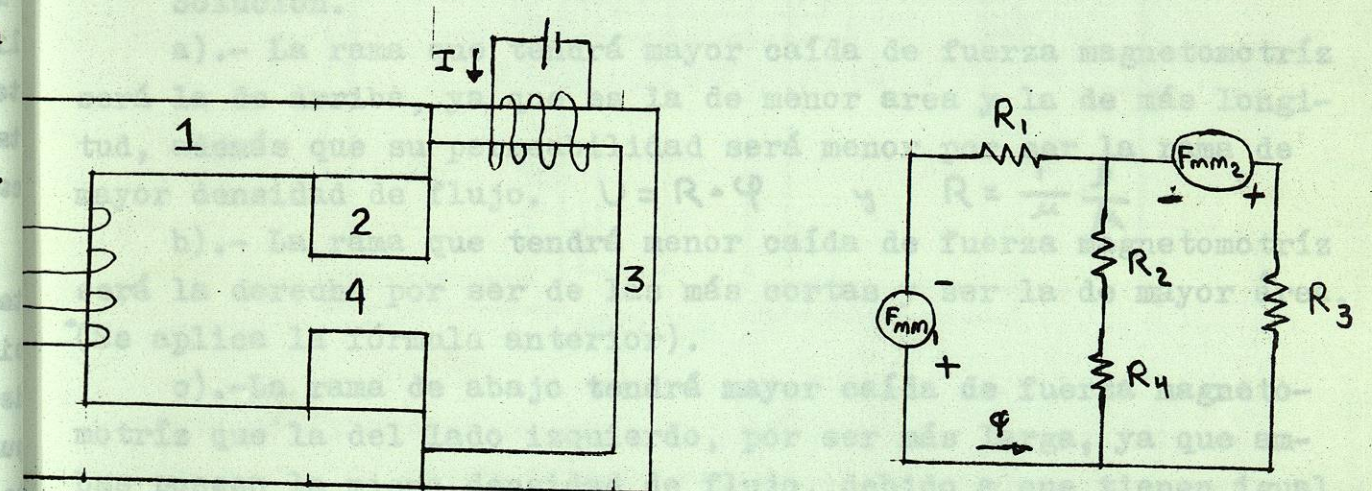 solución.
a).- La rama que tendrá mayor caída de fuerza magnetomotríz
será la de arriba, ya que es la de menor area y la de más longi-
tud, además que su permeabilidad será menor por ser la rama de
mayor densidad de flujo. U = R·φ y R =
b).- La rama que tendrá menor caída de fuerza magnetomotríz
será la derecha por ser de las más cortas y ser la de mayor área.
(Se aplica la fórmula anterior).
c).-La rama de abajo tendrá mayor caída de fuerza magneto-
motríz que la del lado izquierdo, por ser más larga, ya que am-
bas tienen la misma densidad de flujo, debido a que tienen igual
I
1
2
4
3
R1
Fmm2
- +
R2
R3
-
Fmm1
+
R4
φ